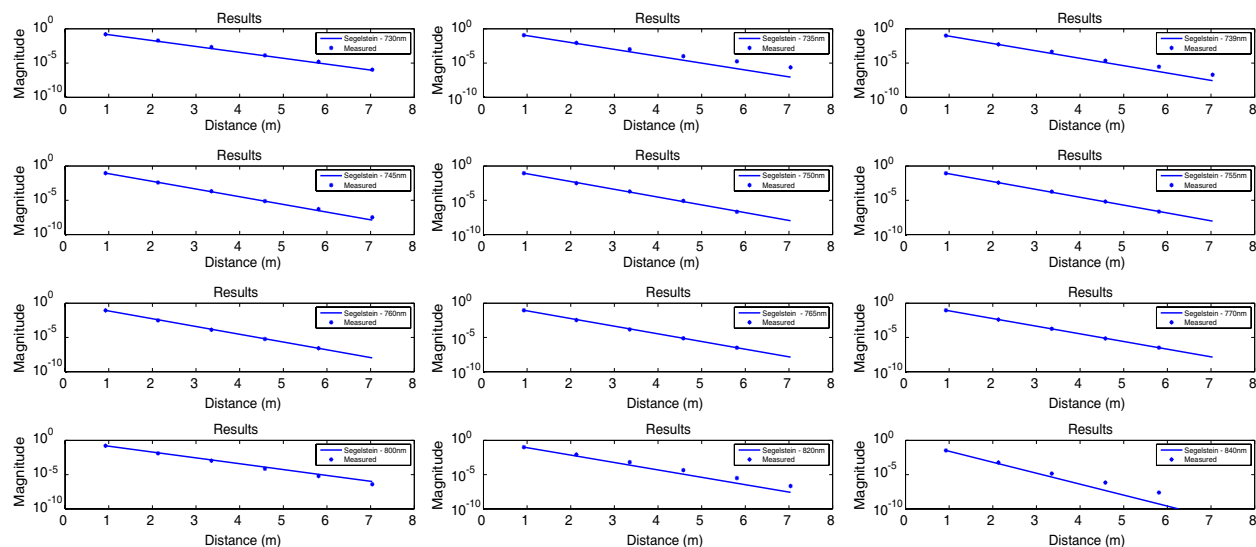 Results
Magnitude
10^0
10^-5
10^-10
Segelstein - 730nm
Measured
0 1 2 3 4 5 6 7 8
Distance (m)
Results
Magnitude
10^0
10^-5
10^-10
Segelstein - 735nm
Measured
0 1 2 3 4 5 6 7 8
Distance (m)
Results
Magnitude
10^0
10^-5
10^-10
Segelstein - 739nm
Measured
0 1 2 3 4 5 6 7 8
Distance (m)
Results
Magnitude
10^0
10^-5
10^-10
Segelstein - 745nm
Measured
0 1 2 3 4 5 6 7 8
Distance (m)
Results
Magnitude
10^0
10^-5
10^-10
Segelstein - 750nm
Measured
0 1 2 3 4 5 6 7 8
Distance (m)
Results
Magnitude
10^0
10^-5
10^-10
Segelstein - 755nm
Measured
0 1 2 3 4 5 6 7 8
Distance (m)
Results
Magnitude
10^0
10^-5
10^-10
Segelstein - 760nm
Measured
0 1 2 3 4 5 6 7 8
Distance (m)
Results
Magnitude
10^0
10^-5
10^-10
Segelstein - 765nm
Measured
0 1 2 3 4 5 6 7 8
Distance (m)
Results
Magnitude
10^0
10^-5
10^-10
Segelstein - 770nm
Measured
0 1 2 3 4 5 6 7 8
Distance (m)
Results
Magnitude
10^0
10^-5
10^-10
Segelstein - 800nm
Measured
0 1 2 3 4 5 6 7 8
Distance (m)
Results
Magnitude
10^0
10^-5
10^-10
Segelstein - 820nm
Measured
0 1 2 3 4 5 6 7 8
Distance (m)
Results
Magnitude
10^0
10^-5
10^-10
Segelstein - 840nm
Measured
0 1 2 3 4 5 6 7 8
Distance (m)